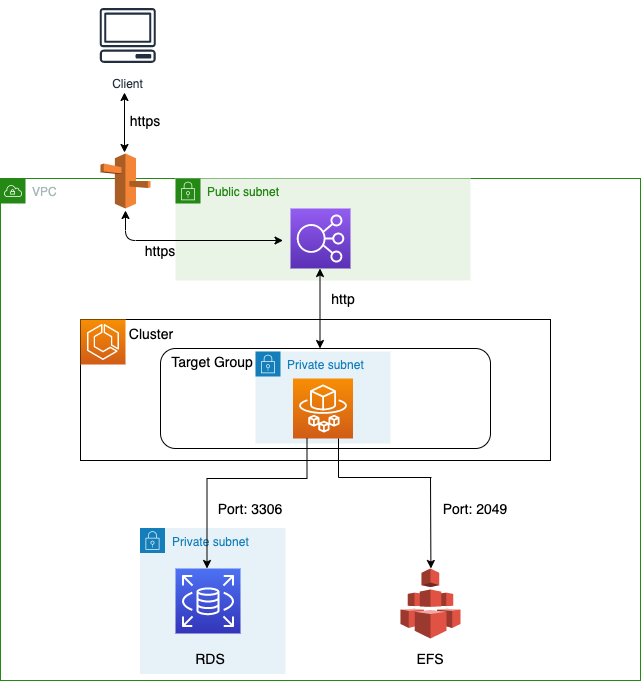 Client
https
VPC
Public subnet
https
http
Cluster
Target Group
Private subnet
Port: 3306
Port: 2049
Private subnet
RDS
EFS